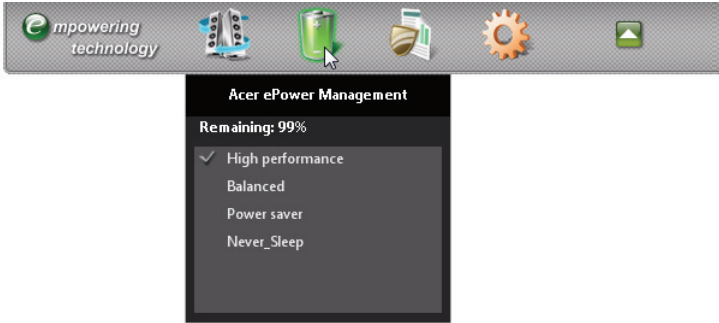 e mpowering
technology
Acer ePower Management
Remaining: 99%
High performance
Balanced
Power saver
Never_Sleep